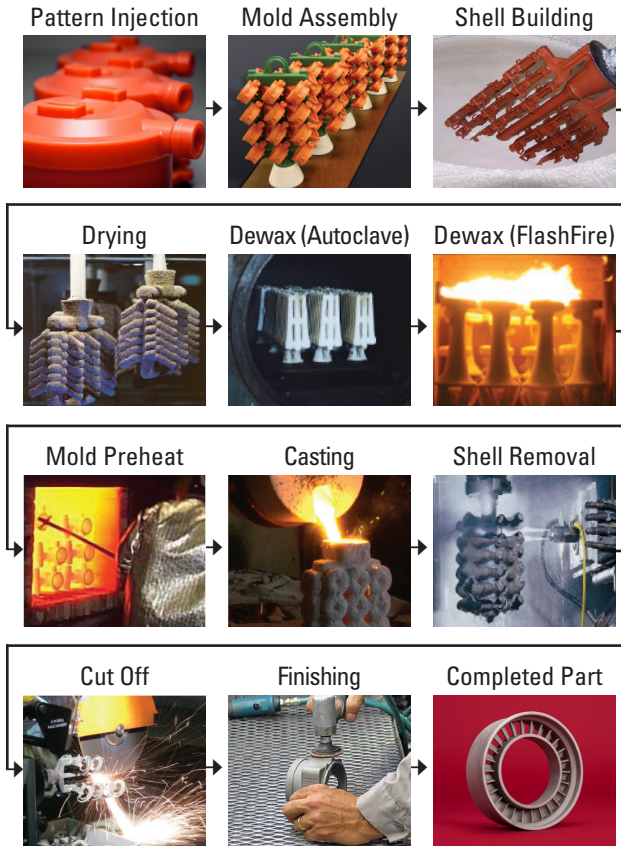 Pattern Injection
Mold Assembly
Shell Building
Drying
Dewax (Autoclave)
Dewax (FlashFire)
Mold Preheat
Casting
Shell Removal
Cut Off
Finishing
Completed Part